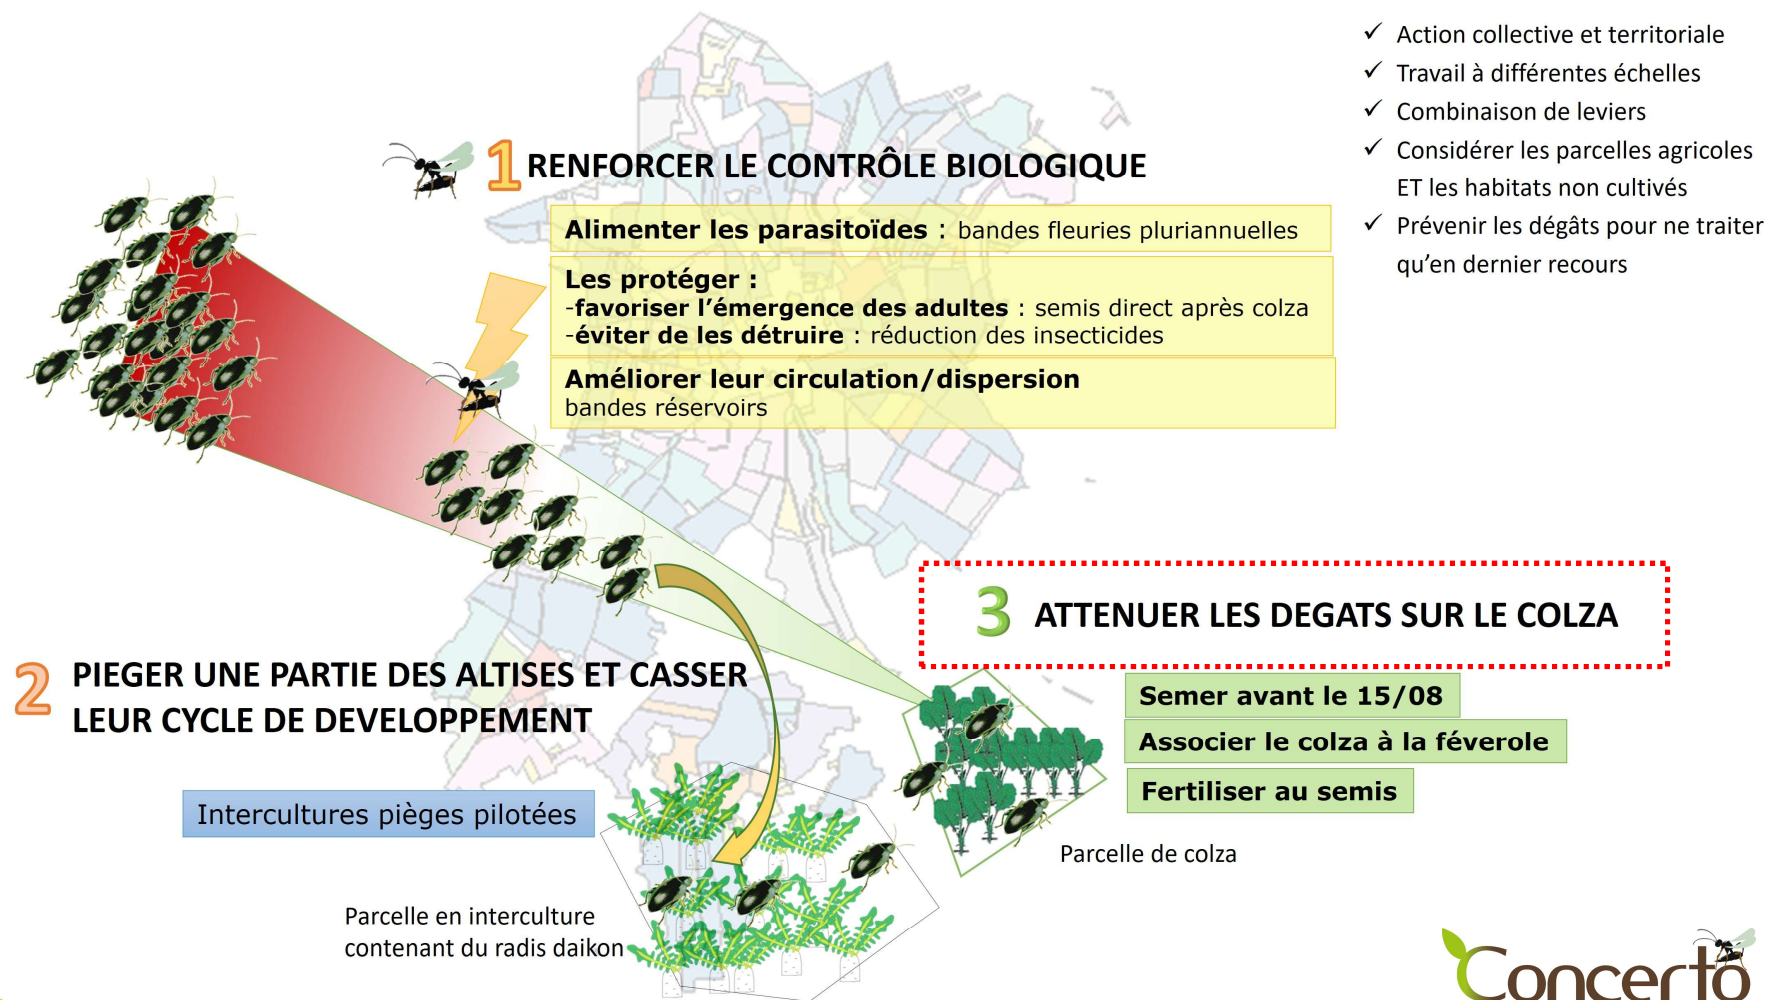 ✓ Action collective et territoriale
✓ Travail à différentes échelles
✓ Combinaison de leviers
✓ Considérer les parcelles agricoles
ET les habitats non cultivés
✓ Prévenir les dégâts pour ne traiter
qu’en dernier recours
1 RENFORCER LE CONTRÔLE BIOLOGIQUE
Alimenter les parasitoïdes : bandes fleuries pluriannuelles
Les protéger :
-favoriser l’émergence des adultes : semis direct après colza
-éviter de les détruire : réduction des insecticides
Améliorer leur circulation/dispersion
bandes réservoirs
2 PIEGER UNE PARTIE DES ALTISES ET CASSER
LEUR CYCLE DE DEVELOPPEMENT
Intercultures pièges pilotées
Parcelle en interculture
contenant du radis daikon
3 ATTENUER LES DEGATS SUR LE COLZA
Semer avant le 15/08
Associer le colza à la féverole
Fertiliser au semis
Parcelle de colza
Concerto